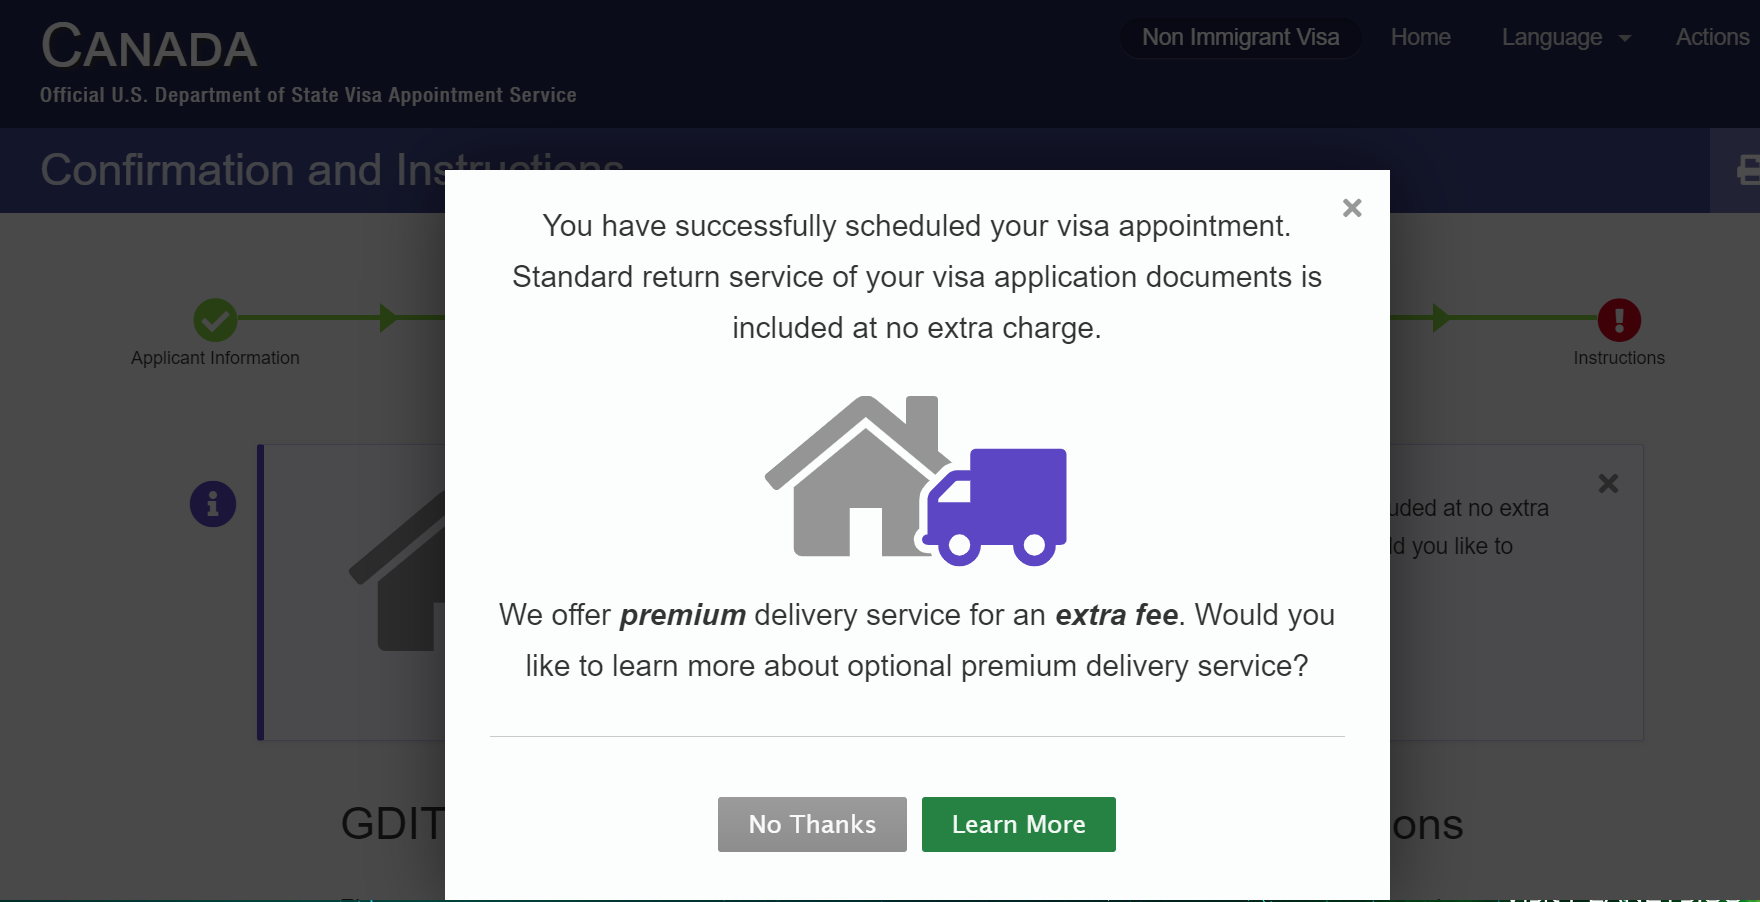 CANADA
Official U.S. Department of State Visa Appointment Service
Non Immigrant Visa
Home
Language
Actions
Confirmation and Instructions
You have successfully scheduled your visa appointment.
Standard return service of your visa application documents is
included at no extra charge.
Applicant Information
Instructions
uded at no extra
ld you like to
We offer premium delivery service for an extra fee. Would you
like to learn more about optional premium delivery service?
No Thanks
Learn More
GDIT
ons